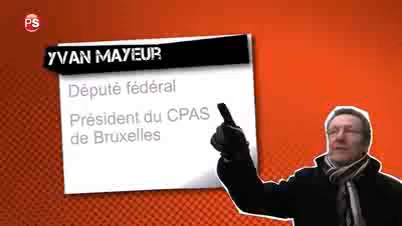 PS
YVAN MAYEUR
Député fédéral
Président du CPAS
de Bruxelles